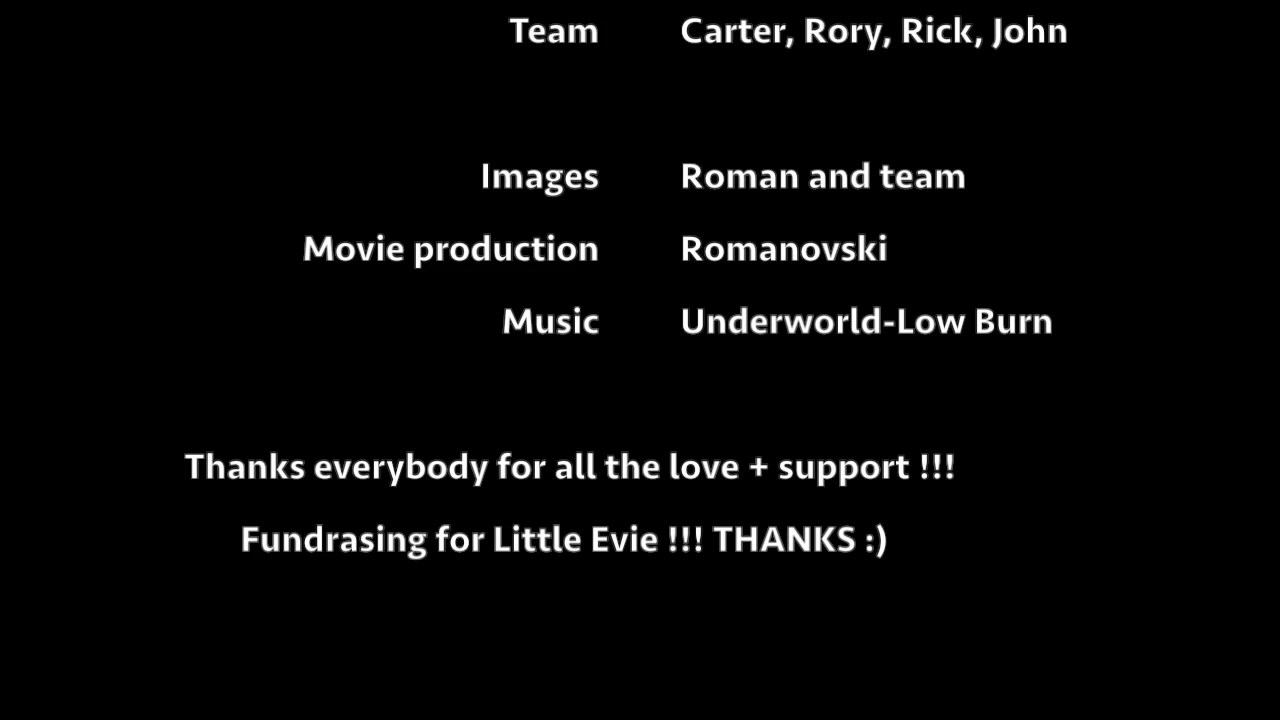 Team Carter, Rory, Rick, John
Images Roman and team
Movie production Romanovski
Music Underworld-Low Burn
Thanks everybody for all the love + support !!!
Fundrasing for Little Evie !!! THANKS :)